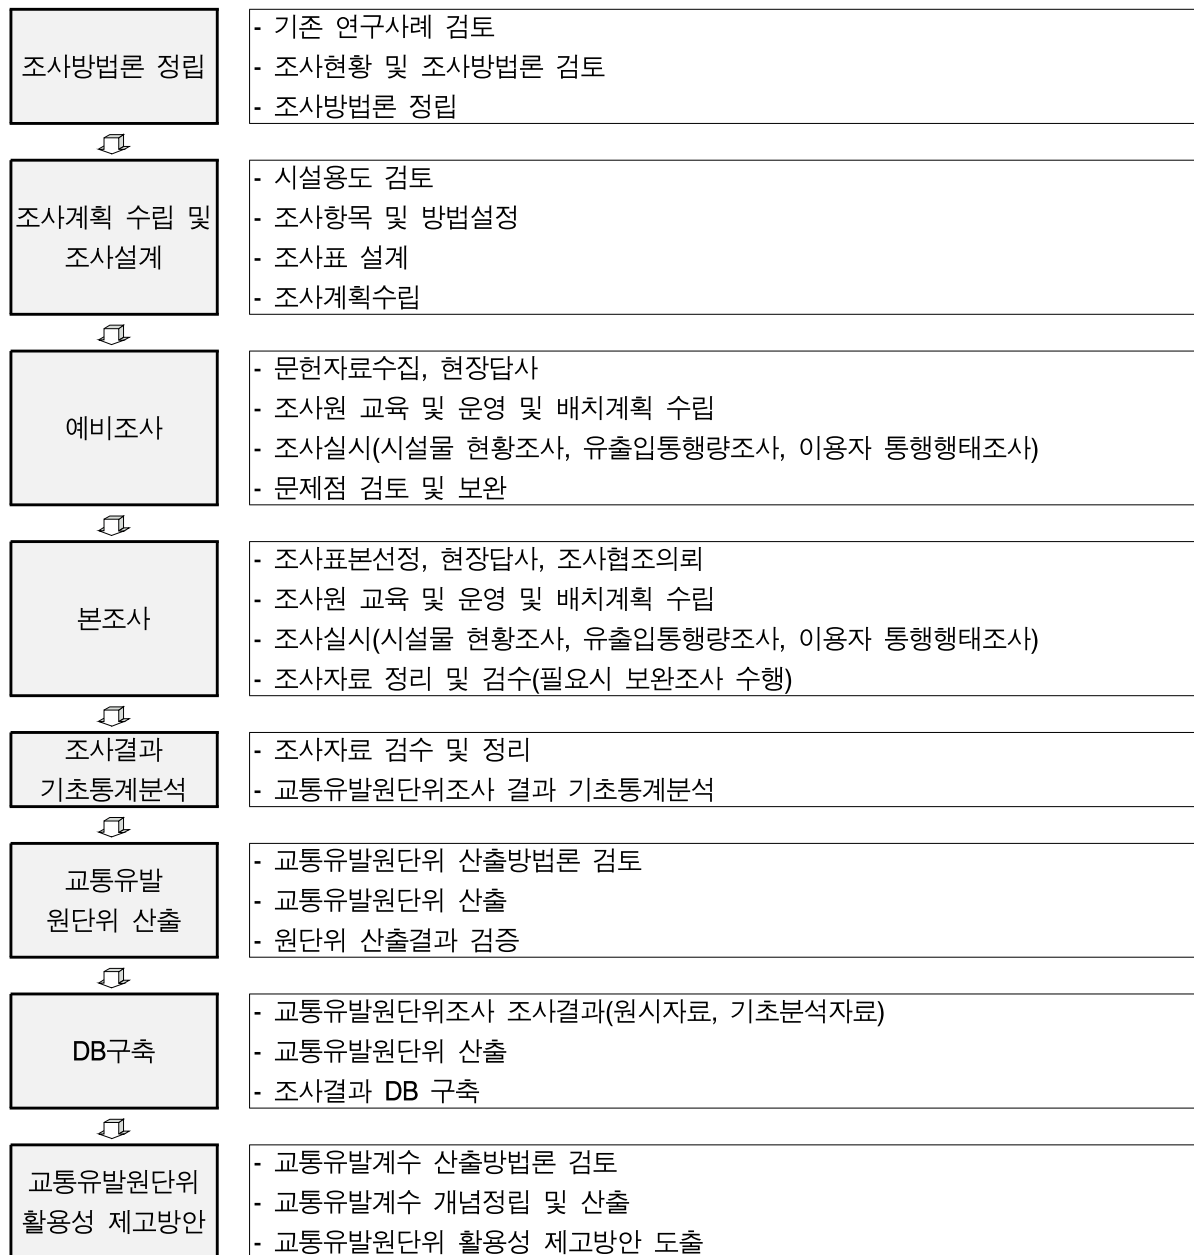 조사방법론 정립
- 기존 연구사례 검토
- 조사현황 및 조사방법론 검토
- 조사방법론 정립
조사계획 수립 및
조사설계
- 시설용도 검토
- 조사항목 및 방법설정
- 조사표 설계
- 조사계획수립
예비조사
- 문헌자료수집, 현장답사
- 조사원 교육 및 운영 및 배치계획 수립
- 조사실시(시설물 현황조사, 유출입통행량조사, 이용자 통행행태조사)
- 문제점 검토 및 보완
본조사
- 조사표본선정, 현장답사, 조사협조의뢰
- 조사원 교육 및 운영 및 배치계획 수립
- 조사실시(시설물 현황조사, 유출입통행량조사, 이용자 통행행태조사)
- 조사자료 정리 및 검수(필요시 보완조사 수행)
조사결과
기초통계분석
- 조사자료 검수 및 정리
- 교통유발원단위조사 결과 기초통계분석
교통유발
원단위 산출
- 교통유발원단위 산출방법론 검토
- 교통유발원단위 산출
- 원단위 산출결과 검증
DB구축
- 교통유발원단위조사 조사결과(원시자료, 기초분석자료)
- 교통유발원단위 산출
- 조사결과 DB 구축
교통유발원단위
활용성 제고방안
- 교통유발계수 산출방법론 검토
- 교통유발계수 개념정립 및 산출
- 교통유발원단위 활용성 제고방안 도출